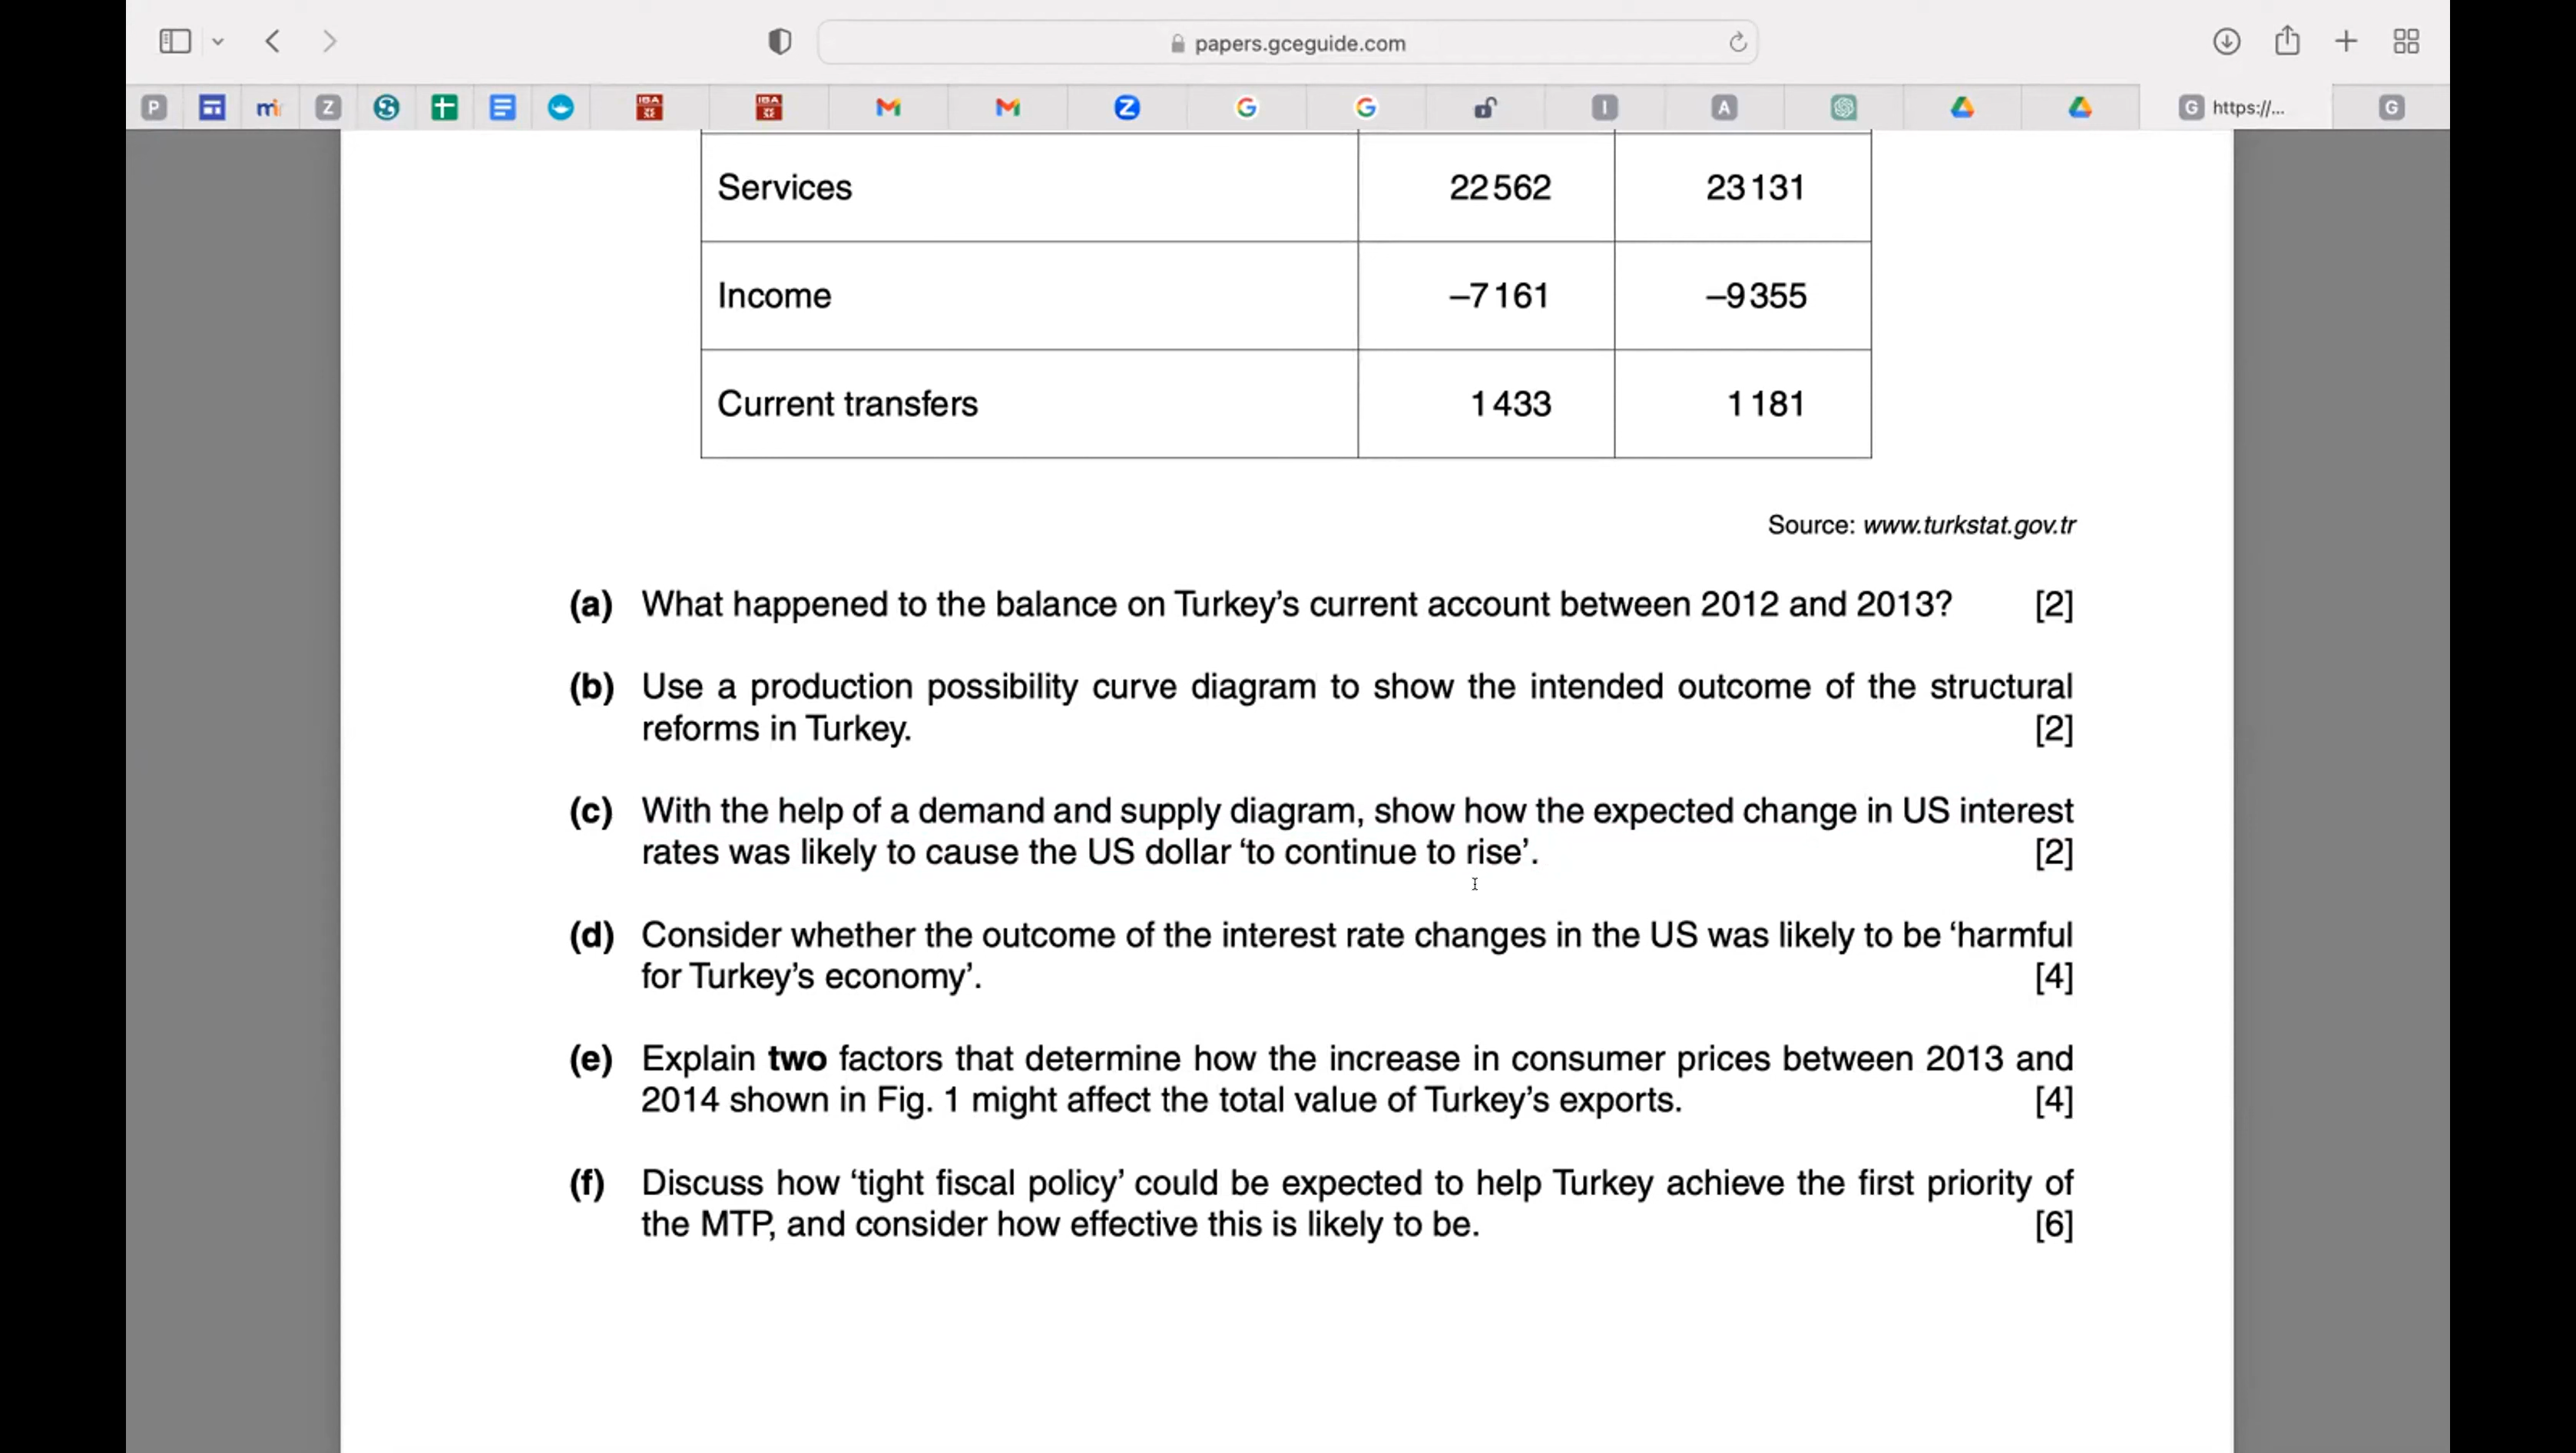 papers.gceguide.com
P
mi
Z
IBA
IBA
Z
G
G
I
A
G https://...
G
Services 22 562 23 131
Income –7 161 –9 355
Current transfers 1 433 1 181
Source: www.turkstat.gov.tr
(a) What happened to the balance on Turkey’s current account between 2012 and 2013? [2]
(b) Use a production possibility curve diagram to show the intended outcome of the structural
reforms in Turkey. [2]
(c) With the help of a demand and supply diagram, show how the expected change in US interest
rates was likely to cause the US dollar ‘to continue to rise’. [2]
(d) Consider whether the outcome of the interest rate changes in the US was likely to be ‘harmful
for Turkey’s economy’. [4]
(e) Explain two factors that determine how the increase in consumer prices between 2013 and
2014 shown in Fig. 1 might affect the total value of Turkey’s exports. [4]
(f) Discuss how ‘tight fiscal policy’ could be expected to help Turkey achieve the first priority of
the MTP, and consider how effective this is likely to be. [6]